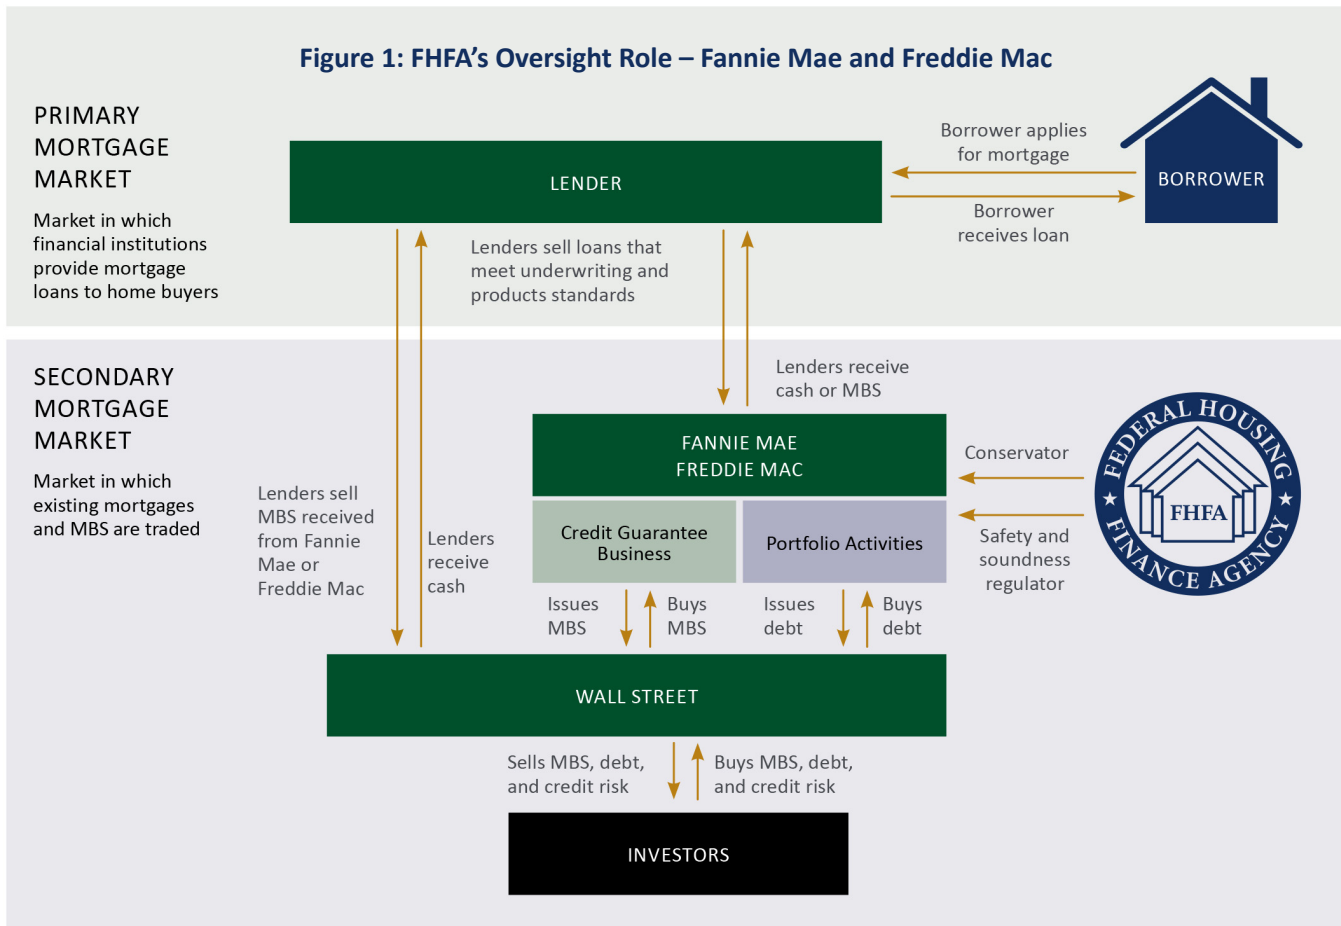 Figure 1: FHFA’s Oversight Role – Fannie Mae and Freddie Mac
PRIMARY
MORTGAGE
MARKET
Market in which
financial institutions
provide mortgage
loans to home buyers
LENDER
Borrower applies
for mortgage
BORROWER
Borrower
receives loan
Lenders sell loans that
meet underwriting and
products standards
SECONDARY
MORTGAGE
MARKET
Market in which
existing mortgages
and MBS are traded
Lenders receive
cash or MBS
FANNIE MAE
FREDDIE MAC
Conservator
Safety and
soundness
regulator
FEDERAL HOUSING
FINANCE AGENCY
FHFA
Lenders sell
MBS received
from Fannie
Mae or
Freddie Mac
Lenders
receive
cash
Credit Guarantee
Business
Portfolio Activities
Issues
MBS
Buys
MBS
Issues
debt
Buys
debt
WALL STREET
Sells MBS, debt,
and credit risk
Buys MBS, debt,
and credit risk
INVESTORS